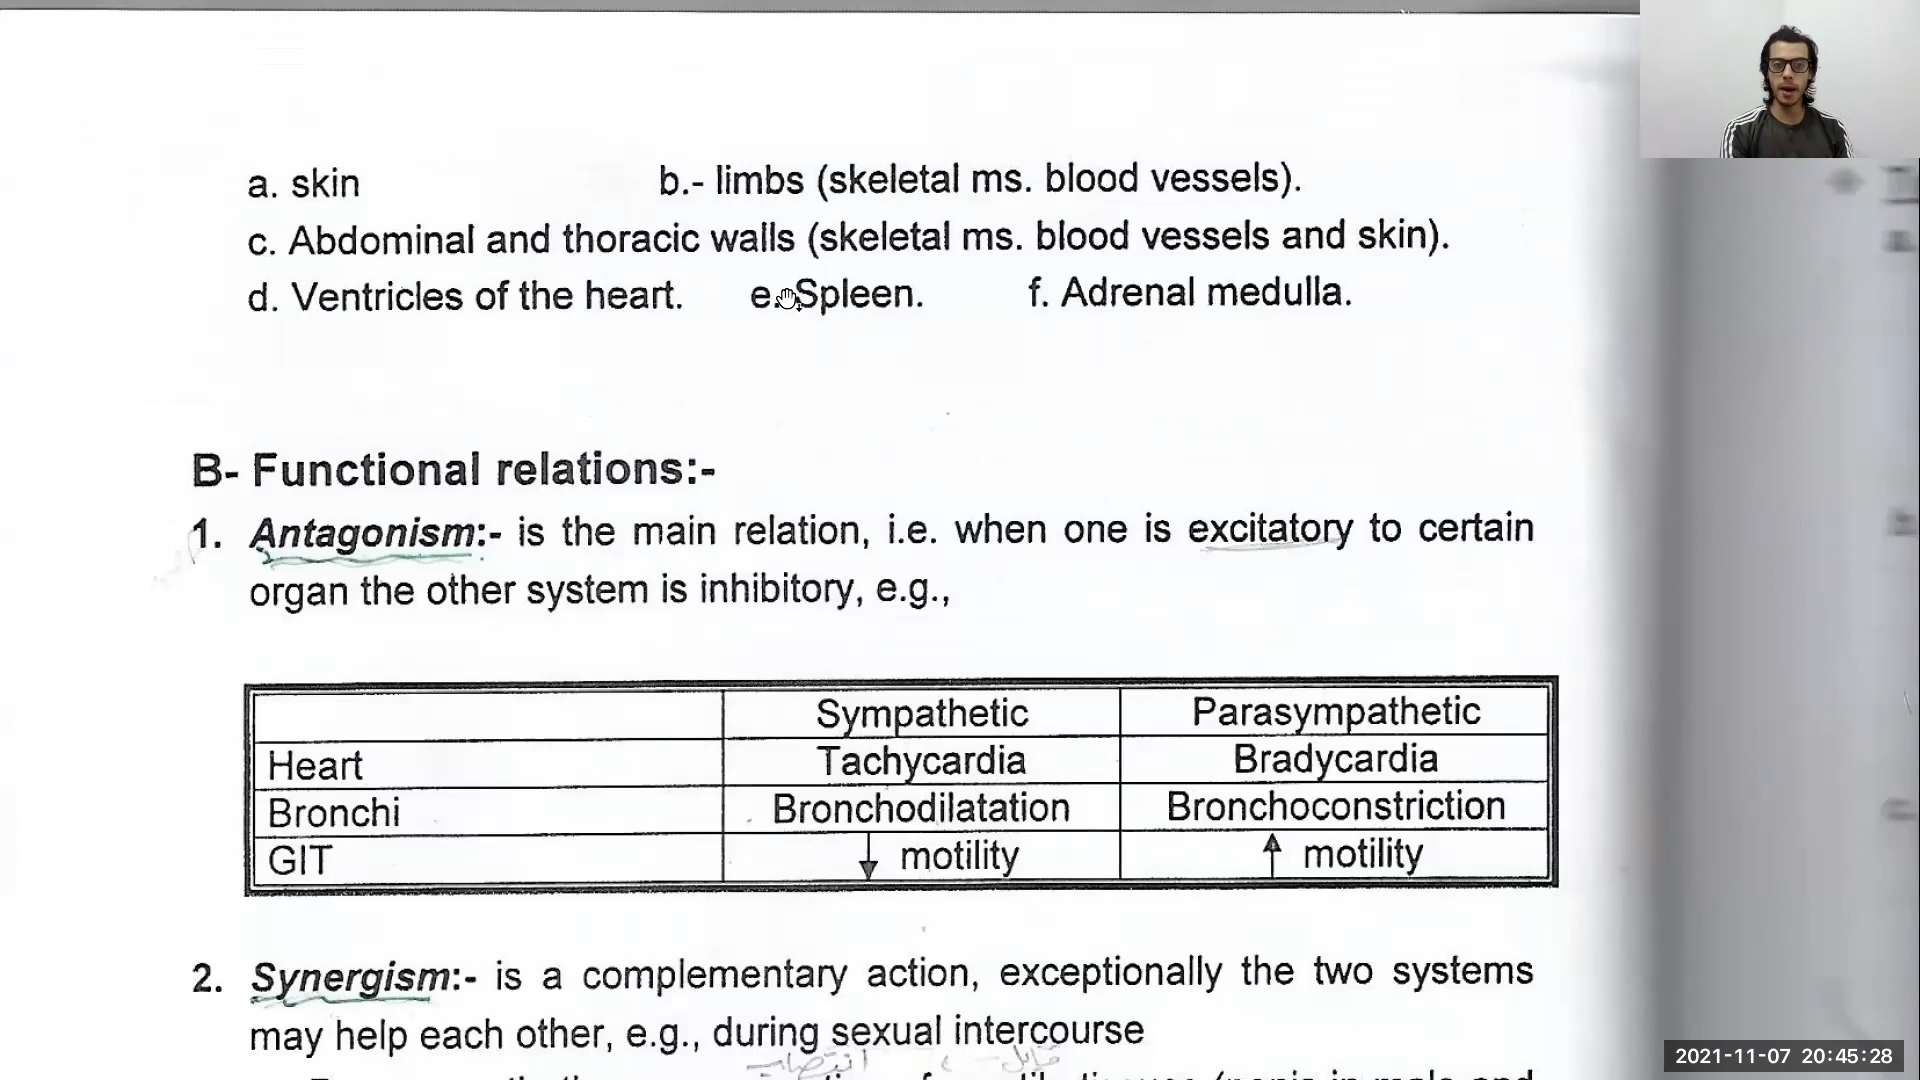 a. skin b.- limbs (skeletal ms. blood vessels).
c. Abdominal and thoracic walls (skeletal ms. blood vessels and skin).
d. Ventricles of the heart. e. Spleen. f. Adrenal medulla.
B- Functional relations:-
1. Antagonism:- is the main relation, i.e. when one is excitatory to certain
organ the other system is inhibitory, e.g.,
Sympathetic Parasympathetic
Heart Tachycardia Bradycardia
Bronchi Bronchodilatation Bronchoconstriction
GIT ↓ motility ↑ motility
2. Synergism:- is a complementary action, exceptionally the two systems
may help each other, e.g., during sexual intercourse
2021-11-07 20:45:28